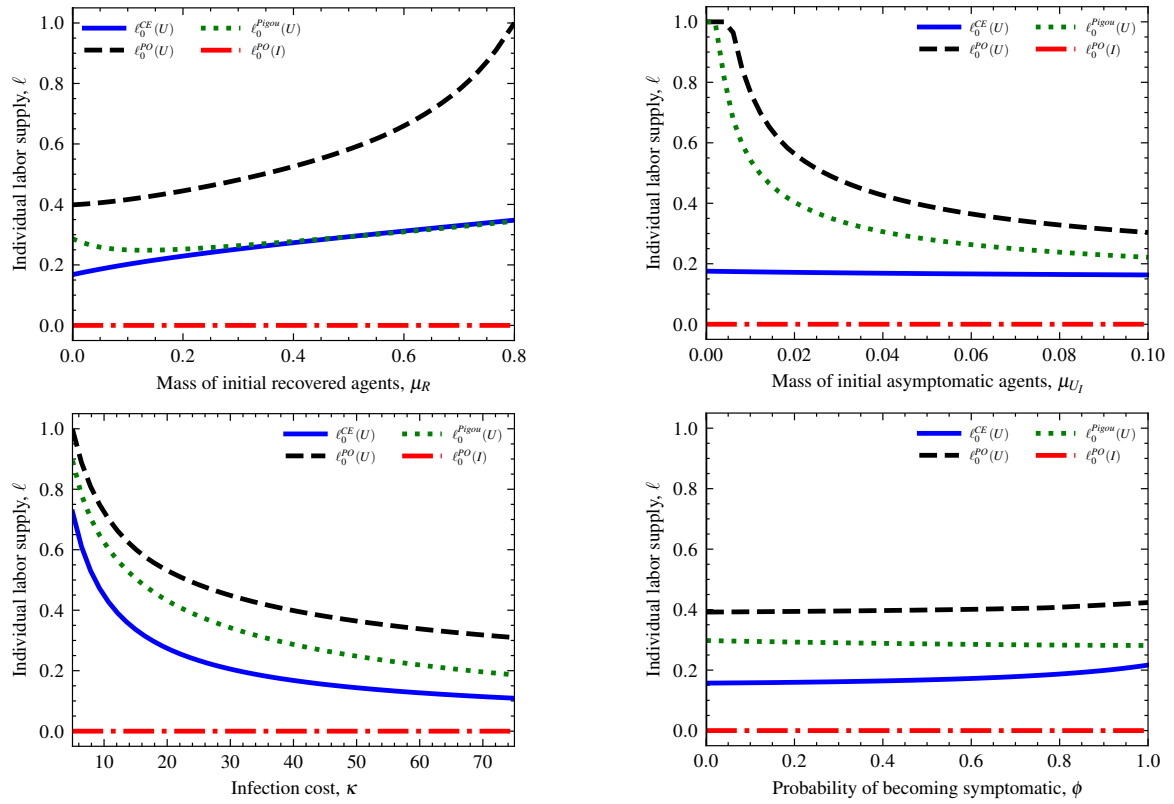 ℓ₀^CE(U) ℓ₀^Pigou(U)
ℓ₀^PO(U) ℓ₀^PO(I)
Individual labor supply, ℓ
1.0
0.8
0.6
0.4
0.2
0.0
0.0 0.2 0.4 0.6 0.8
Mass of initial recovered agents, μ_R
ℓ₀^CE(U) ℓ₀^Pigou(U)
ℓ₀^PO(U) ℓ₀^PO(I)
Individual labor supply, ℓ
1.0
0.8
0.6
0.4
0.2
0.0
0.00 0.02 0.04 0.06 0.08 0.10
Mass of initial asymptomatic agents, μ_{U_I}
ℓ₀^CE(U) ℓ₀^Pigou(U)
ℓ₀^PO(U) ℓ₀^PO(I)
Individual labor supply, ℓ
1.0
0.8
0.6
0.4
0.2
0.0
10 20 30 40 50 60 70
Infection cost, κ
ℓ₀^CE(U) ℓ₀^Pigou(U)
ℓ₀^PO(U) ℓ₀^PO(I)
Individual labor supply, ℓ
1.0
0.8
0.6
0.4
0.2
0.0
0.0 0.2 0.4 0.6 0.8 1.0
Probability of becoming symptomatic, ϕ